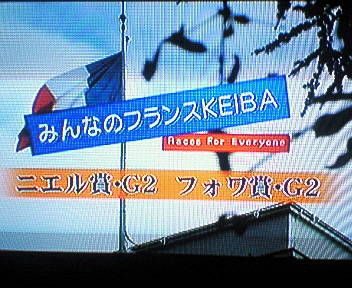 みんなのフランスKEIBA
Races For Everyone
ニエル賞・G2 フォワ賞・G2